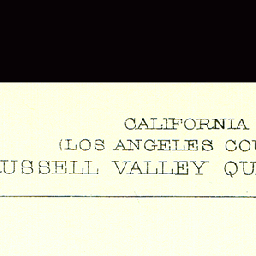 CALIFORNIA
(LOS ANGELES COU
USSELL VALLEY QU